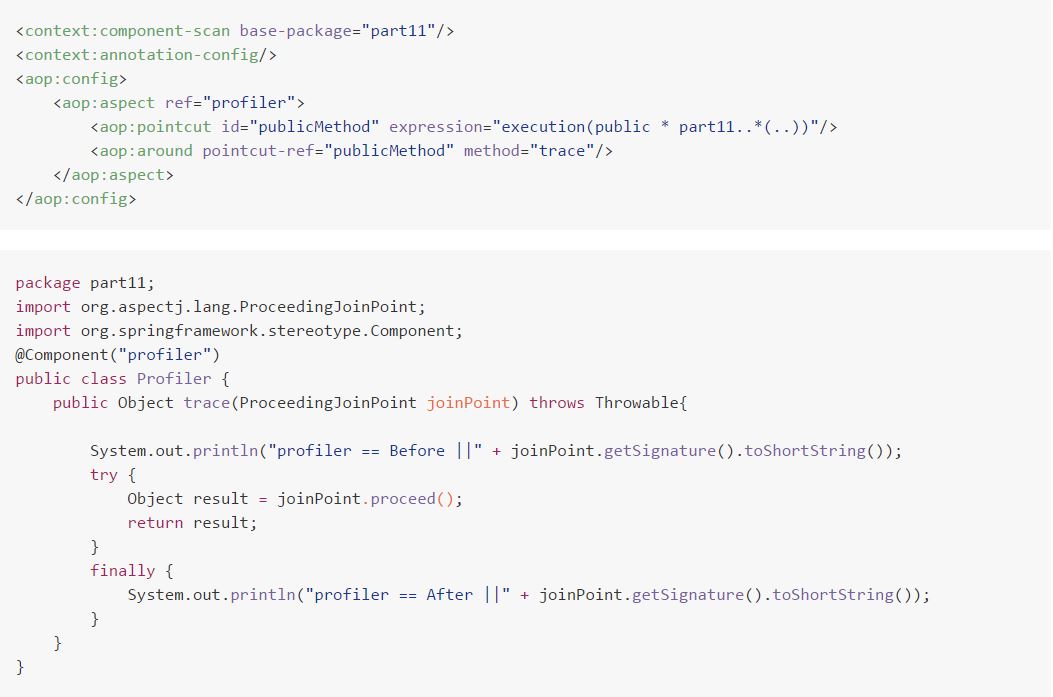 <context:component-scan base-package="part11"/>
<context:annotation-config/>
<aop:config>
    <aop:aspect ref="profiler">
        <aop:pointcut id="publicMethod" expression="execution(public * part11..*(..))"/>
        <aop:around pointcut-ref="publicMethod" method="trace"/>
    </aop:aspect>
</aop:config>
package part11;
import org.aspectj.lang.ProceedingJoinPoint;
import org.springframework.stereotype.Component;
@Component("profiler")
public class Profiler {
    public Object trace(ProceedingJoinPoint joinPoint) throws Throwable{
        System.out.println("profiler == Before ||" + joinPoint.getSignature().toShortString());
        try {
            Object result = joinPoint.proceed();
            return result;
        }
        finally {
            System.out.println("profiler == After ||" + joinPoint.getSignature().toShortString());
        }
    }
}